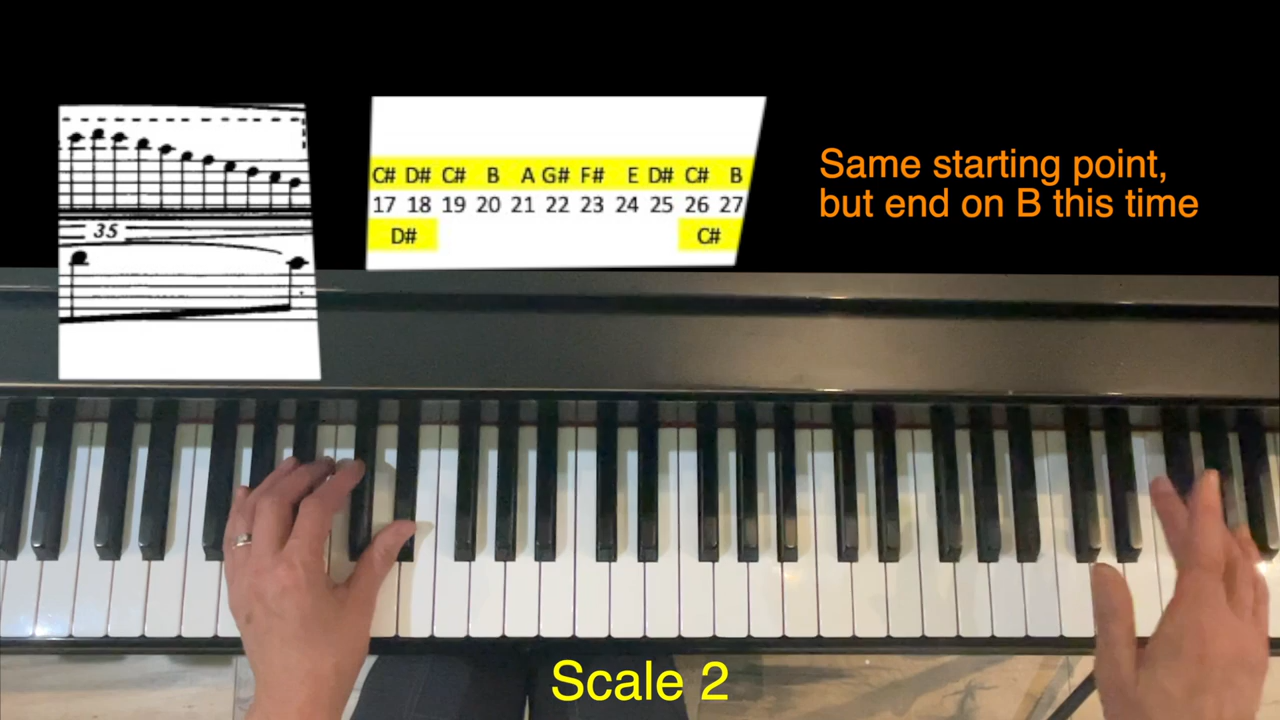 35
C# D# C# B A G# F# E D# C# B
17 18 19 20 21 22 23 24 25 26 27
D# C#
Same starting point,
but end on B this time
Scale 2